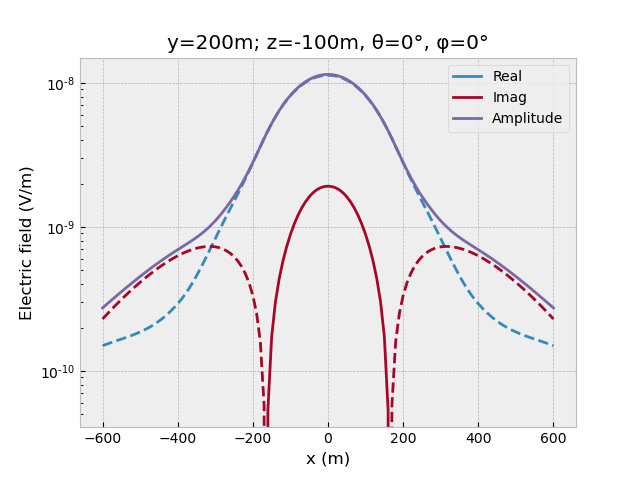 y=200m; z=-100m, θ=0°, φ=0°
Electric field (V/m)
10⁻⁸
10⁻⁹
10⁻¹⁰
Real
Imag
Amplitude
−600 −400 −200 0 200 400 600
x (m)